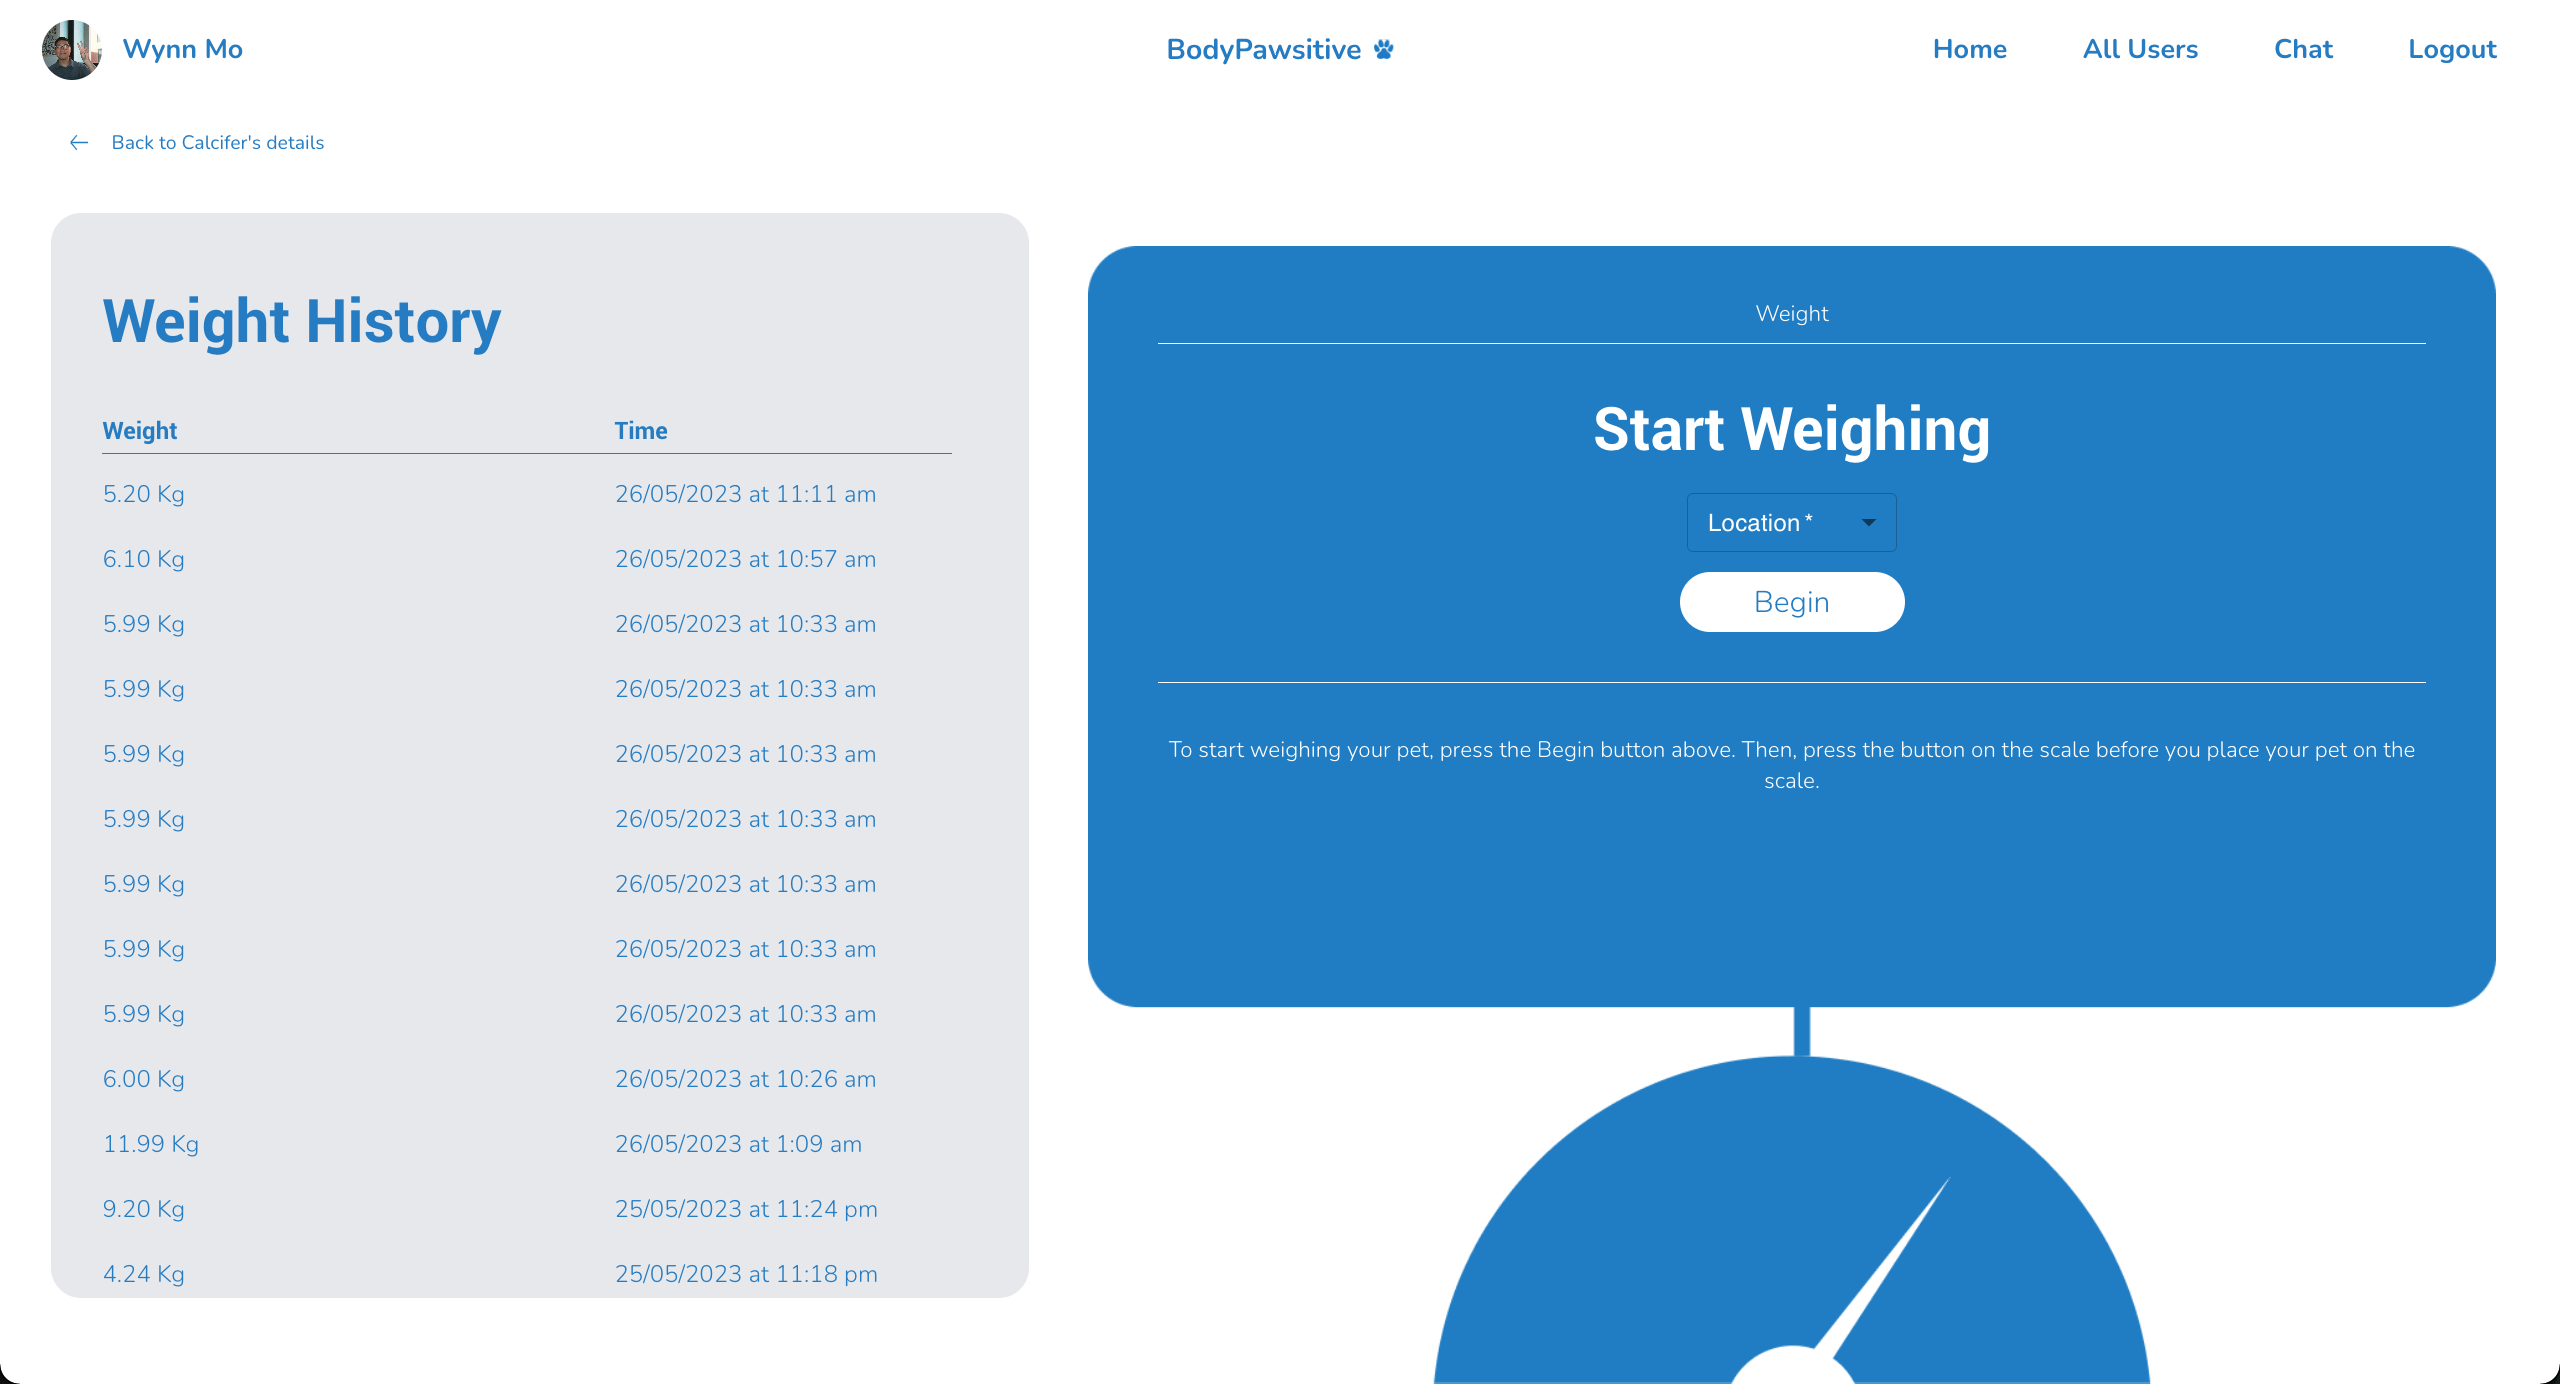 Wynn Mo
BodyPawsitive
Home All Users Chat Logout
Back to Calcifer's details
Weight History
Weight Time
5.20 Kg 26/05/2023 at 11:11 am
6.10 Kg 26/05/2023 at 10:57 am
5.99 Kg 26/05/2023 at 10:33 am
5.99 Kg 26/05/2023 at 10:33 am
5.99 Kg 26/05/2023 at 10:33 am
5.99 Kg 26/05/2023 at 10:33 am
5.99 Kg 26/05/2023 at 10:33 am
5.99 Kg 26/05/2023 at 10:33 am
5.99 Kg 26/05/2023 at 10:33 am
6.00 Kg 26/05/2023 at 10:26 am
11.99 Kg 26/05/2023 at 1:09 am
9.20 Kg 25/05/2023 at 11:24 pm
4.24 Kg 25/05/2023 at 11:18 pm
Weight
Start Weighing
Location *
Begin
To start weighing your pet, press the Begin button above. Then, press the button on the scale before you place your pet on the
scale.